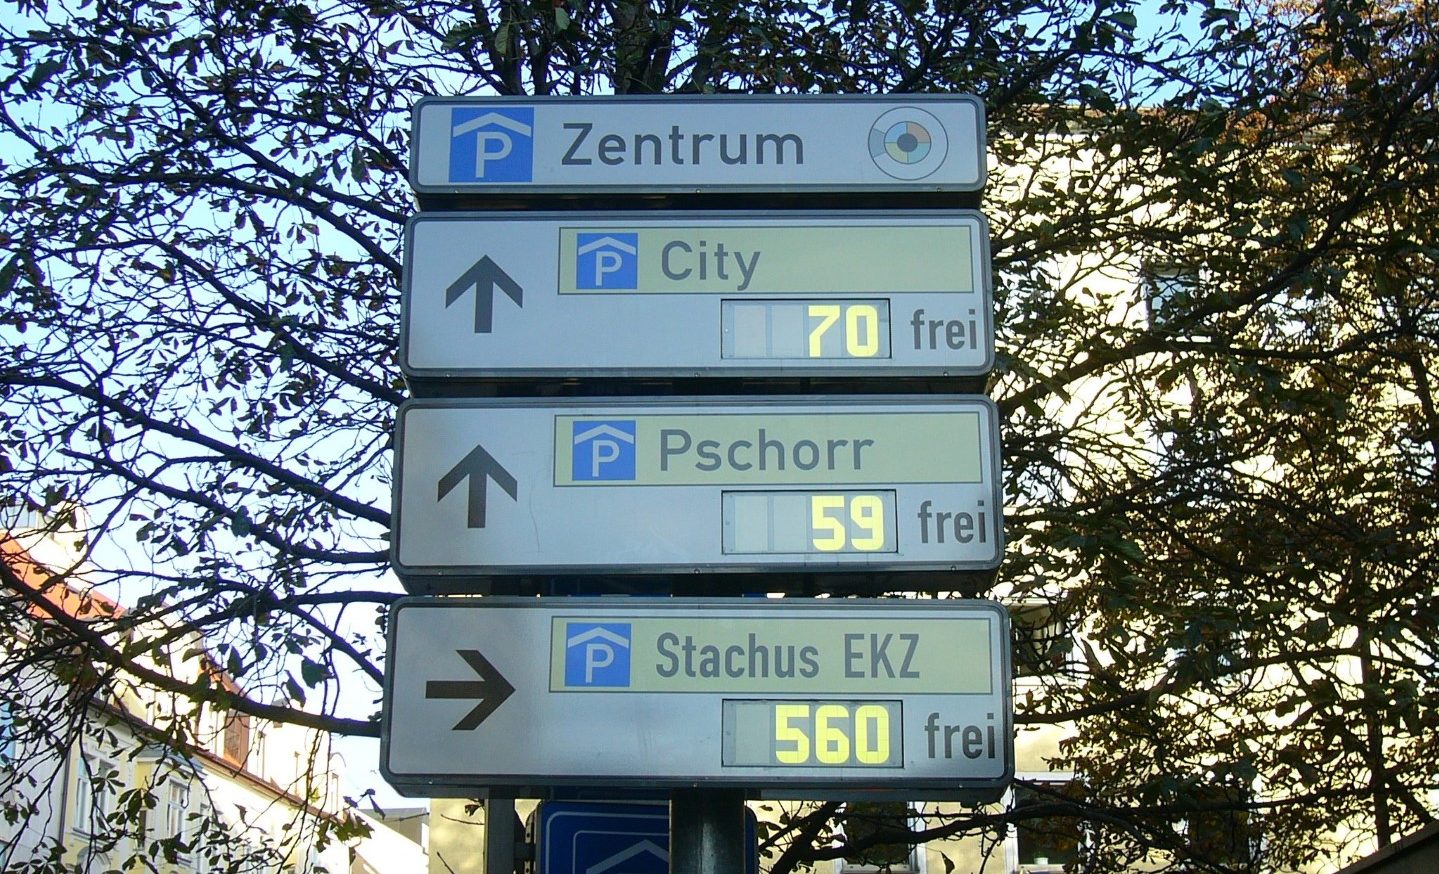 P Zentrum
P City
70 frei
P Pschorr
59 frei
P Stachus EKZ
560 frei